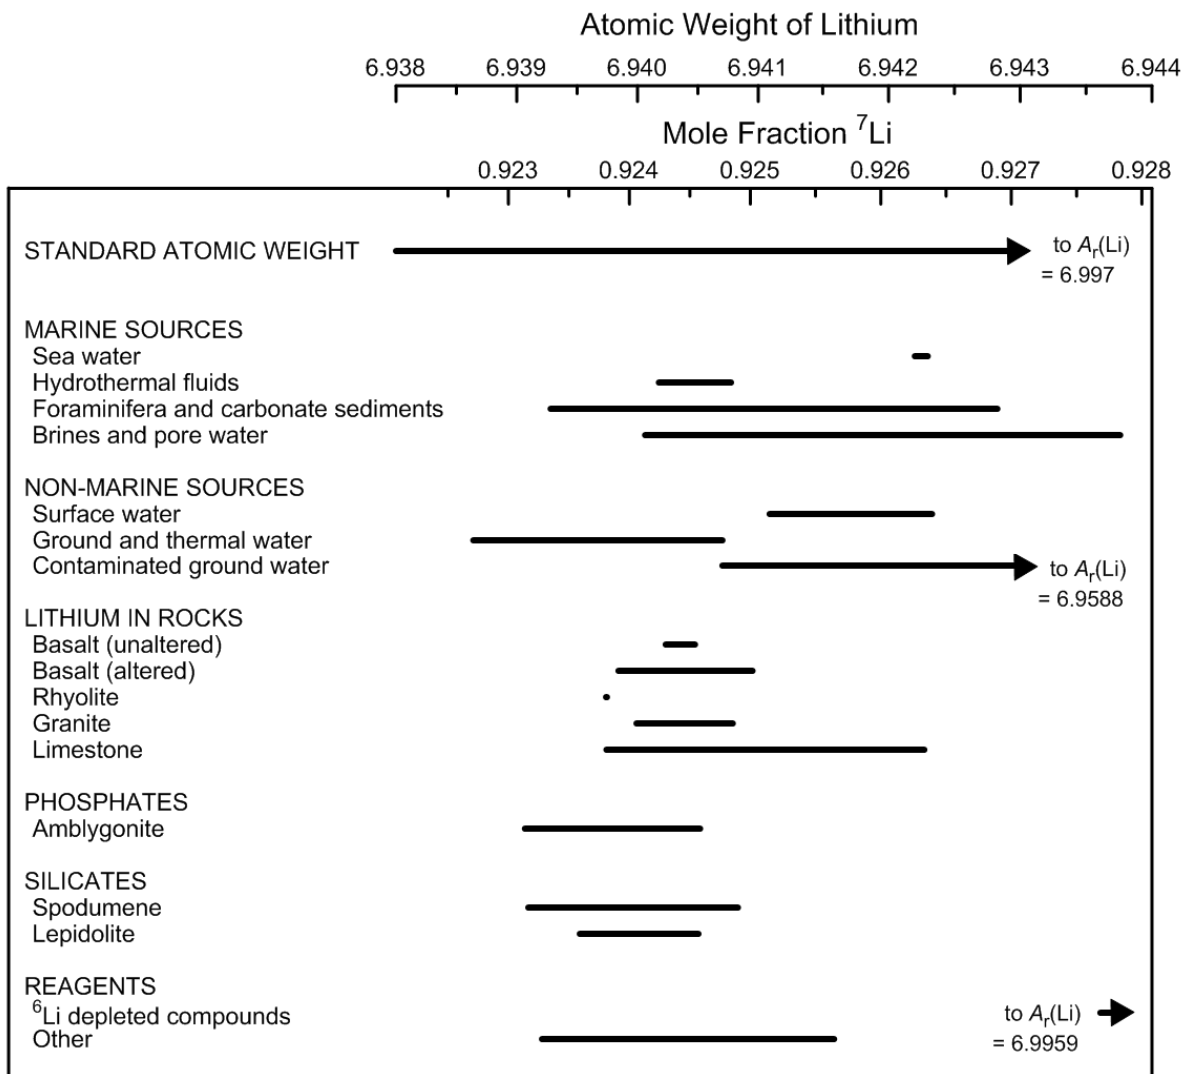 Atomic Weight of Lithium
6.938 6.939 6.940 6.941 6.942 6.943 6.944
Mole Fraction ⁷Li
0.923 0.924 0.925 0.926 0.927 0.928
STANDARD ATOMIC WEIGHT to Aᵣ(Li)
= 6.997
MARINE SOURCES
Sea water
Hydrothermal fluids
Foraminifera and carbonate sediments
Brines and pore water
NON-MARINE SOURCES
Surface water
Ground and thermal water
Contaminated ground water to Aᵣ(Li)
= 6.9588
LITHIUM IN ROCKS
Basalt (unaltered)
Basalt (altered)
Rhyolite
Granite
Limestone
PHOSPHATES
Amblygonite
SILICATES
Spodumene
Lepidolite
REAGENTS
⁶Li depleted compounds to Aᵣ(Li)
Other = 6.9959